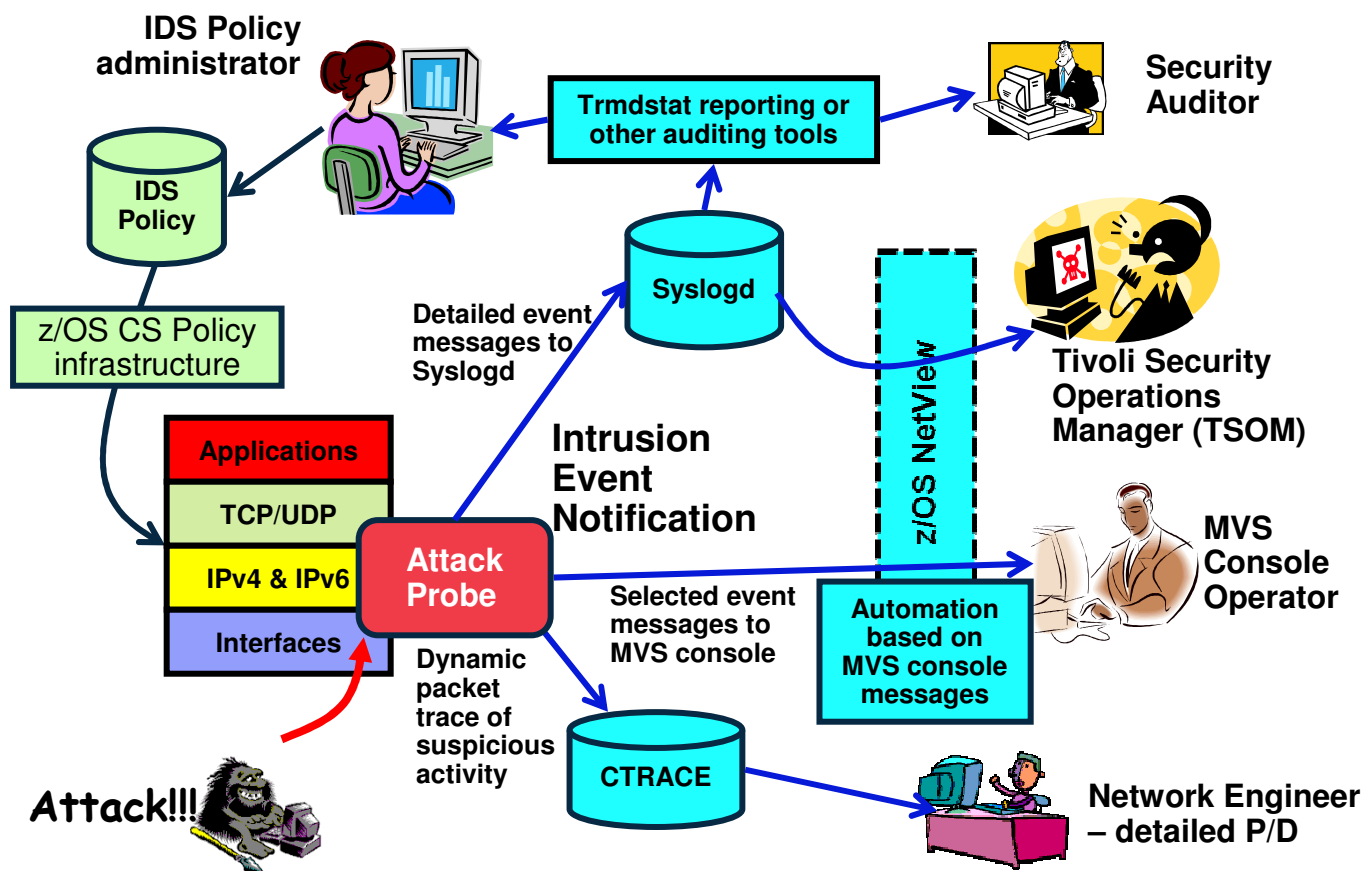 IDS Policy
administrator
Trmdstat reporting or
other auditing tools
Security
Auditor
IDS
Policy
Syslogd
z/OS NetView
Detailed event
messages to
Syslogd
z/OS CS Policy
infrastructure
Tivoli Security
Operations
Manager (TSOM)
Applications
TCP/UDP
IPv4 & IPv6
Interfaces
Intrusion
Event
Notification
Attack
Probe
MVS
Console
Operator
Selected event
messages to
MVS console
Automation
based on
MVS console
messages
Dynamic
packet
trace of
suspicious
activity
CTRACE
Attack!!!
Network Engineer
– detailed P/D